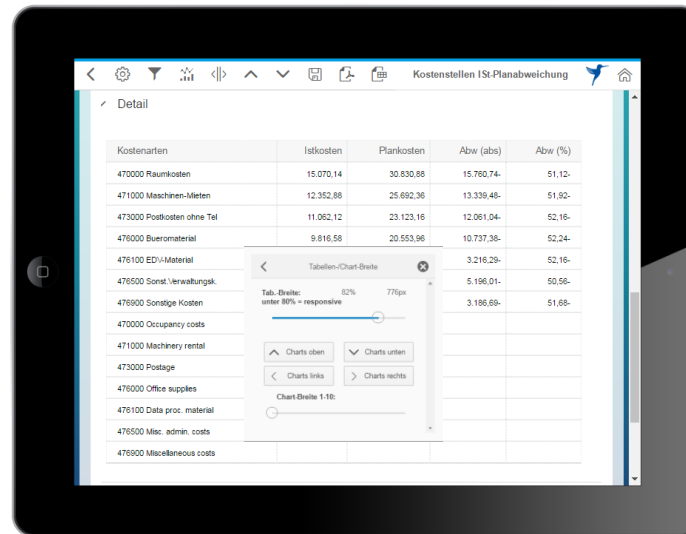 Kostenstellen ISt-Planabweichung
Detail
Kostenarten Istkosten Plankosten Abw (abs) Abw (%)
470000 Raumkosten 15.070,14 30.830,88 15.760,74- 51,12-
471000 Maschinen-Mieten 12.352,88 25.692,36 13.339,48- 51,92-
473000 Postkosten ohne Tel 11.062,12 23.123,16 12.061,04- 52,16-
476000 Bueromaterial 9.816,58 20.553,96 10.737,38- 52,24-
476100 EDV-Material 3.216,29- 52,16-
476500 Sonst.Verwaltungsk. 5.196,01- 50,56-
476900 Sonstige Kosten 3.186,69- 51,68-
470000 Occupancy costs
471000 Machinery rental
473000 Postage
476000 Office supplies
476100 Data proc. material
476500 Misc. admin. costs
476900 Miscellaneous costs
Tabellen-/Chart-Breite
Tab.-Breite: 82% 776px
unter 80% = responsive
Charts oben Charts unten
Charts links Charts rechts
Chart-Breite 1-10: